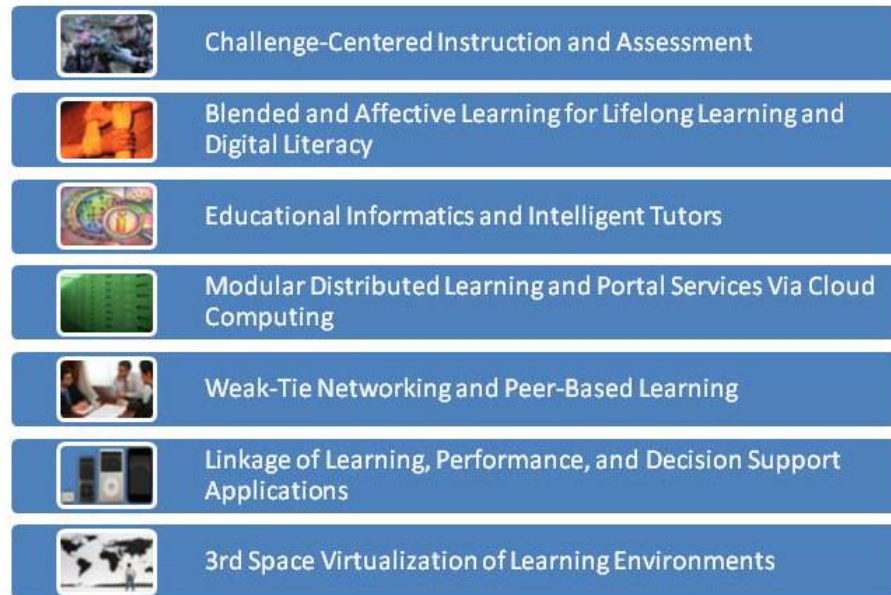 Challenge-Centered Instruction and Assessment
Blended and Affective Learning for Lifelong Learning and
Digital Literacy
Educational Informatics and Intelligent Tutors
Modular Distributed Learning and Portal Services Via Cloud
Computing
Weak-Tie Networking and Peer-Based Learning
Linkage of Learning, Performance, and Decision Support
Applications
3rd Space Virtualization of Learning Environments